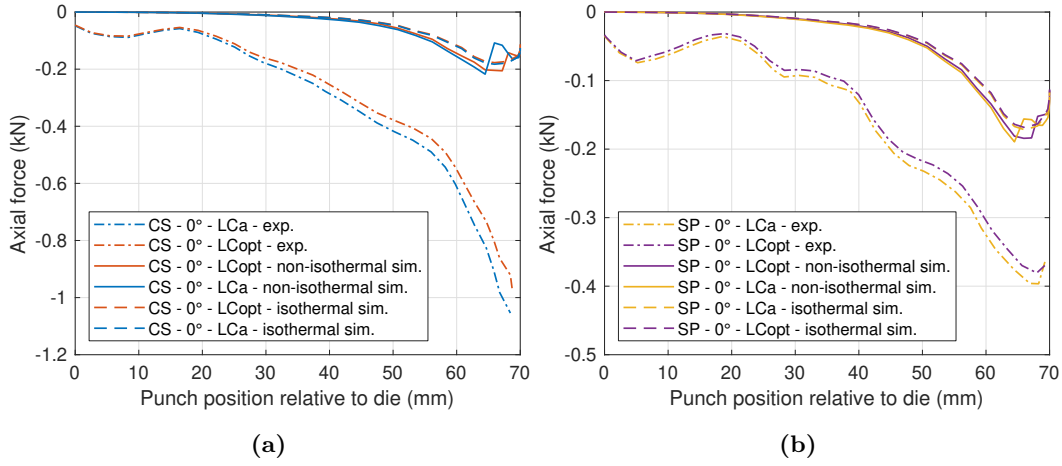 0
-0.2
-0.4
-0.6
-0.8
-1
-1.2
Axial force (kN)
CS - 0° - LCa - exp.
CS - 0° - LCopt - exp.
CS - 0° - LCopt - non-isothermal sim.
CS - 0° - LCa - non-isothermal sim.
CS - 0° - LCopt - isothermal sim.
CS - 0° - LCa - isothermal sim.
0 10 20 30 40 50 60 70
Punch position relative to die (mm)
(a)
0
-0.1
-0.2
-0.3
-0.4
-0.5
Axial force (kN)
SP - 0° - LCa - exp.
SP - 0° - LCopt - exp.
SP - 0° - LCopt - non-isothermal sim.
SP - 0° - LCa - non-isothermal sim.
SP - 0° - LCa - isothermal sim.
SP - 0° - LCopt - isothermal sim.
0 10 20 30 40 50 60 70
Punch position relative to die (mm)
(b)